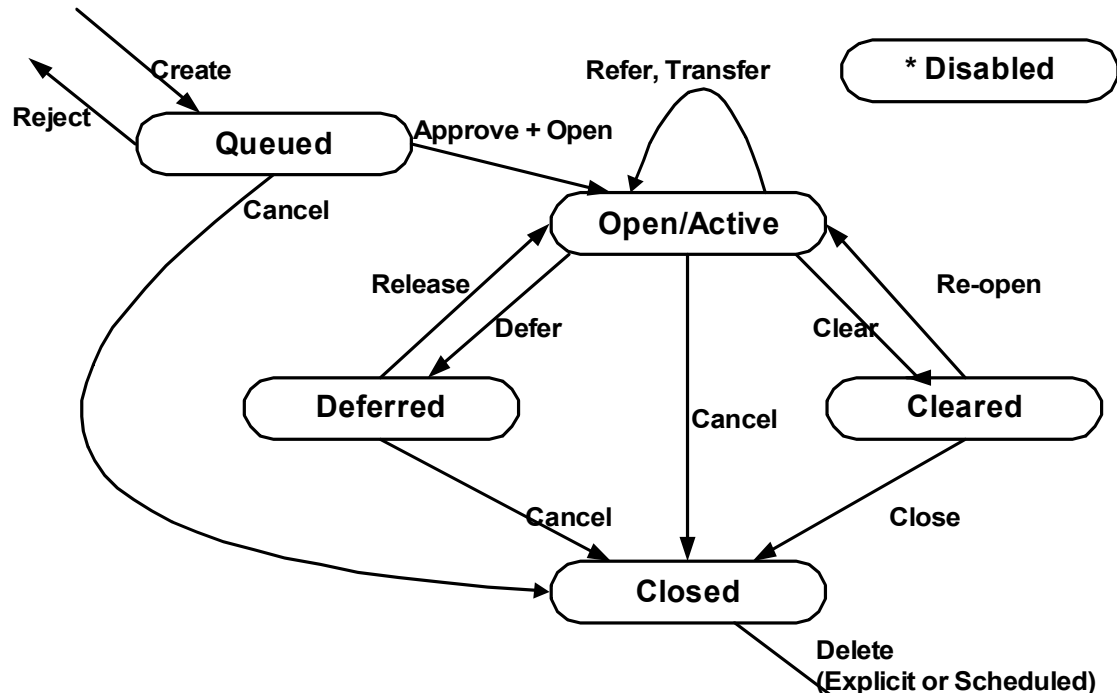 Create
Refer, Transfer
* Disabled
Reject
Queued
Approve + Open
Cancel
Open/Active
Release
Re-open
Defer
Clear
Deferred
Cancel
Cleared
Cancel
Close
Closed
Delete
(Explicit or Scheduled)